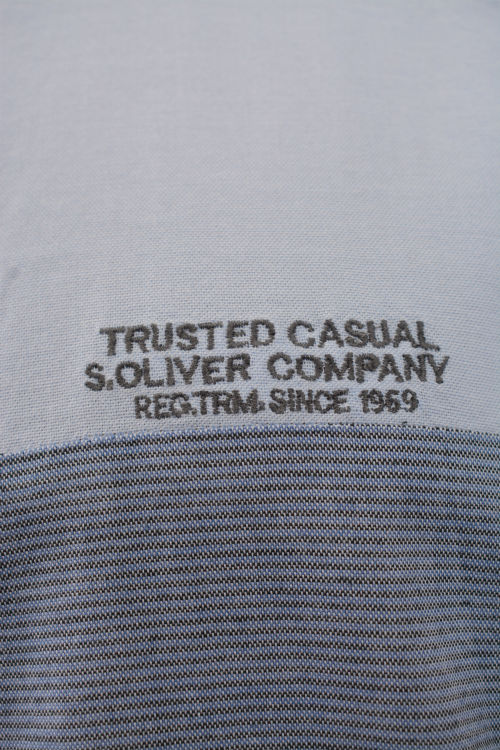 TRUSTED CASUAL
S.OLIVER COMPANY
REG.TRM. SINCE 1969